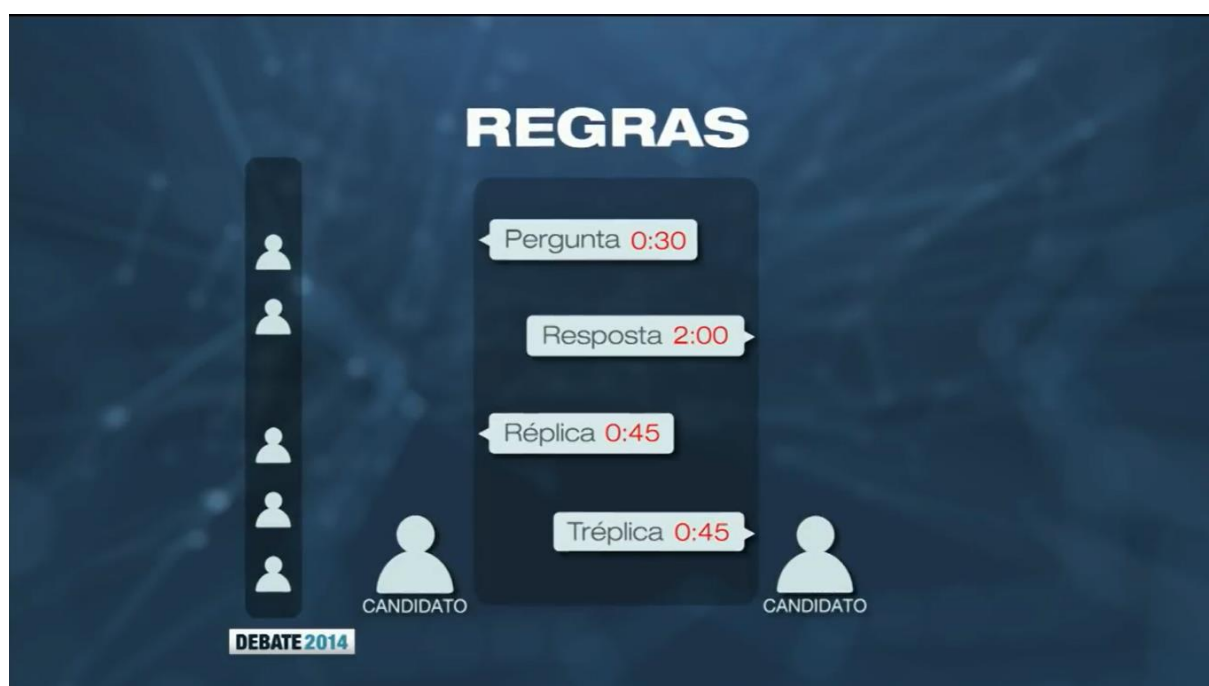 REGRAS
Pergunta 0:30
Resposta 2:00
Réplica 0:45
Tréplica 0:45
CANDIDATO
CANDIDATO
DEBATE 2014